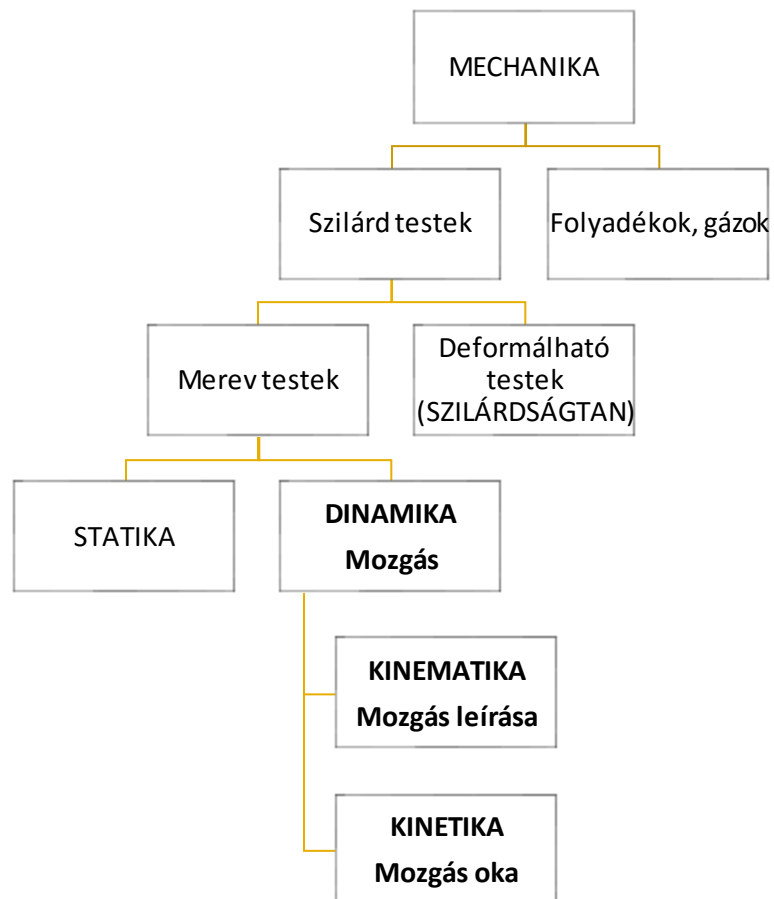 MECHANIKA
Szilárd testek
Folyadékok, gázok
Merev testek
Deformálható
testek
(SZILÁRDSÁGTAN)
STATIKA
DINAMIKA
Mozgás
KINEMATIKA
Mozgás leírása
KINETIKA
Mozgás oka